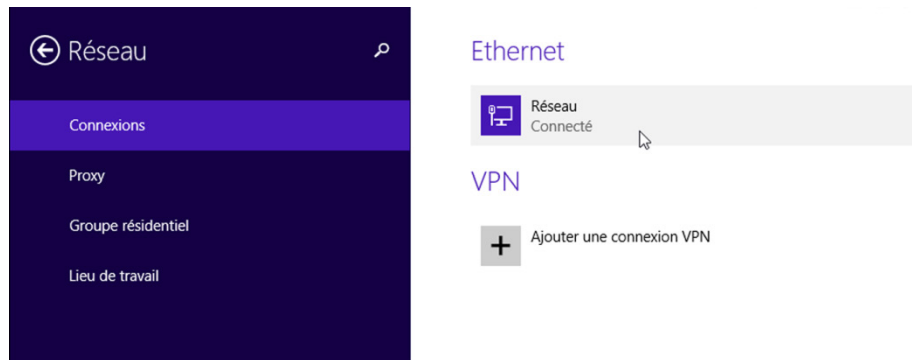 Réseau
Connexions
Proxy
Groupe résidentiel
Lieu de travail
Ethernet
Réseau
Connecté
VPN
Ajouter une connexion VPN